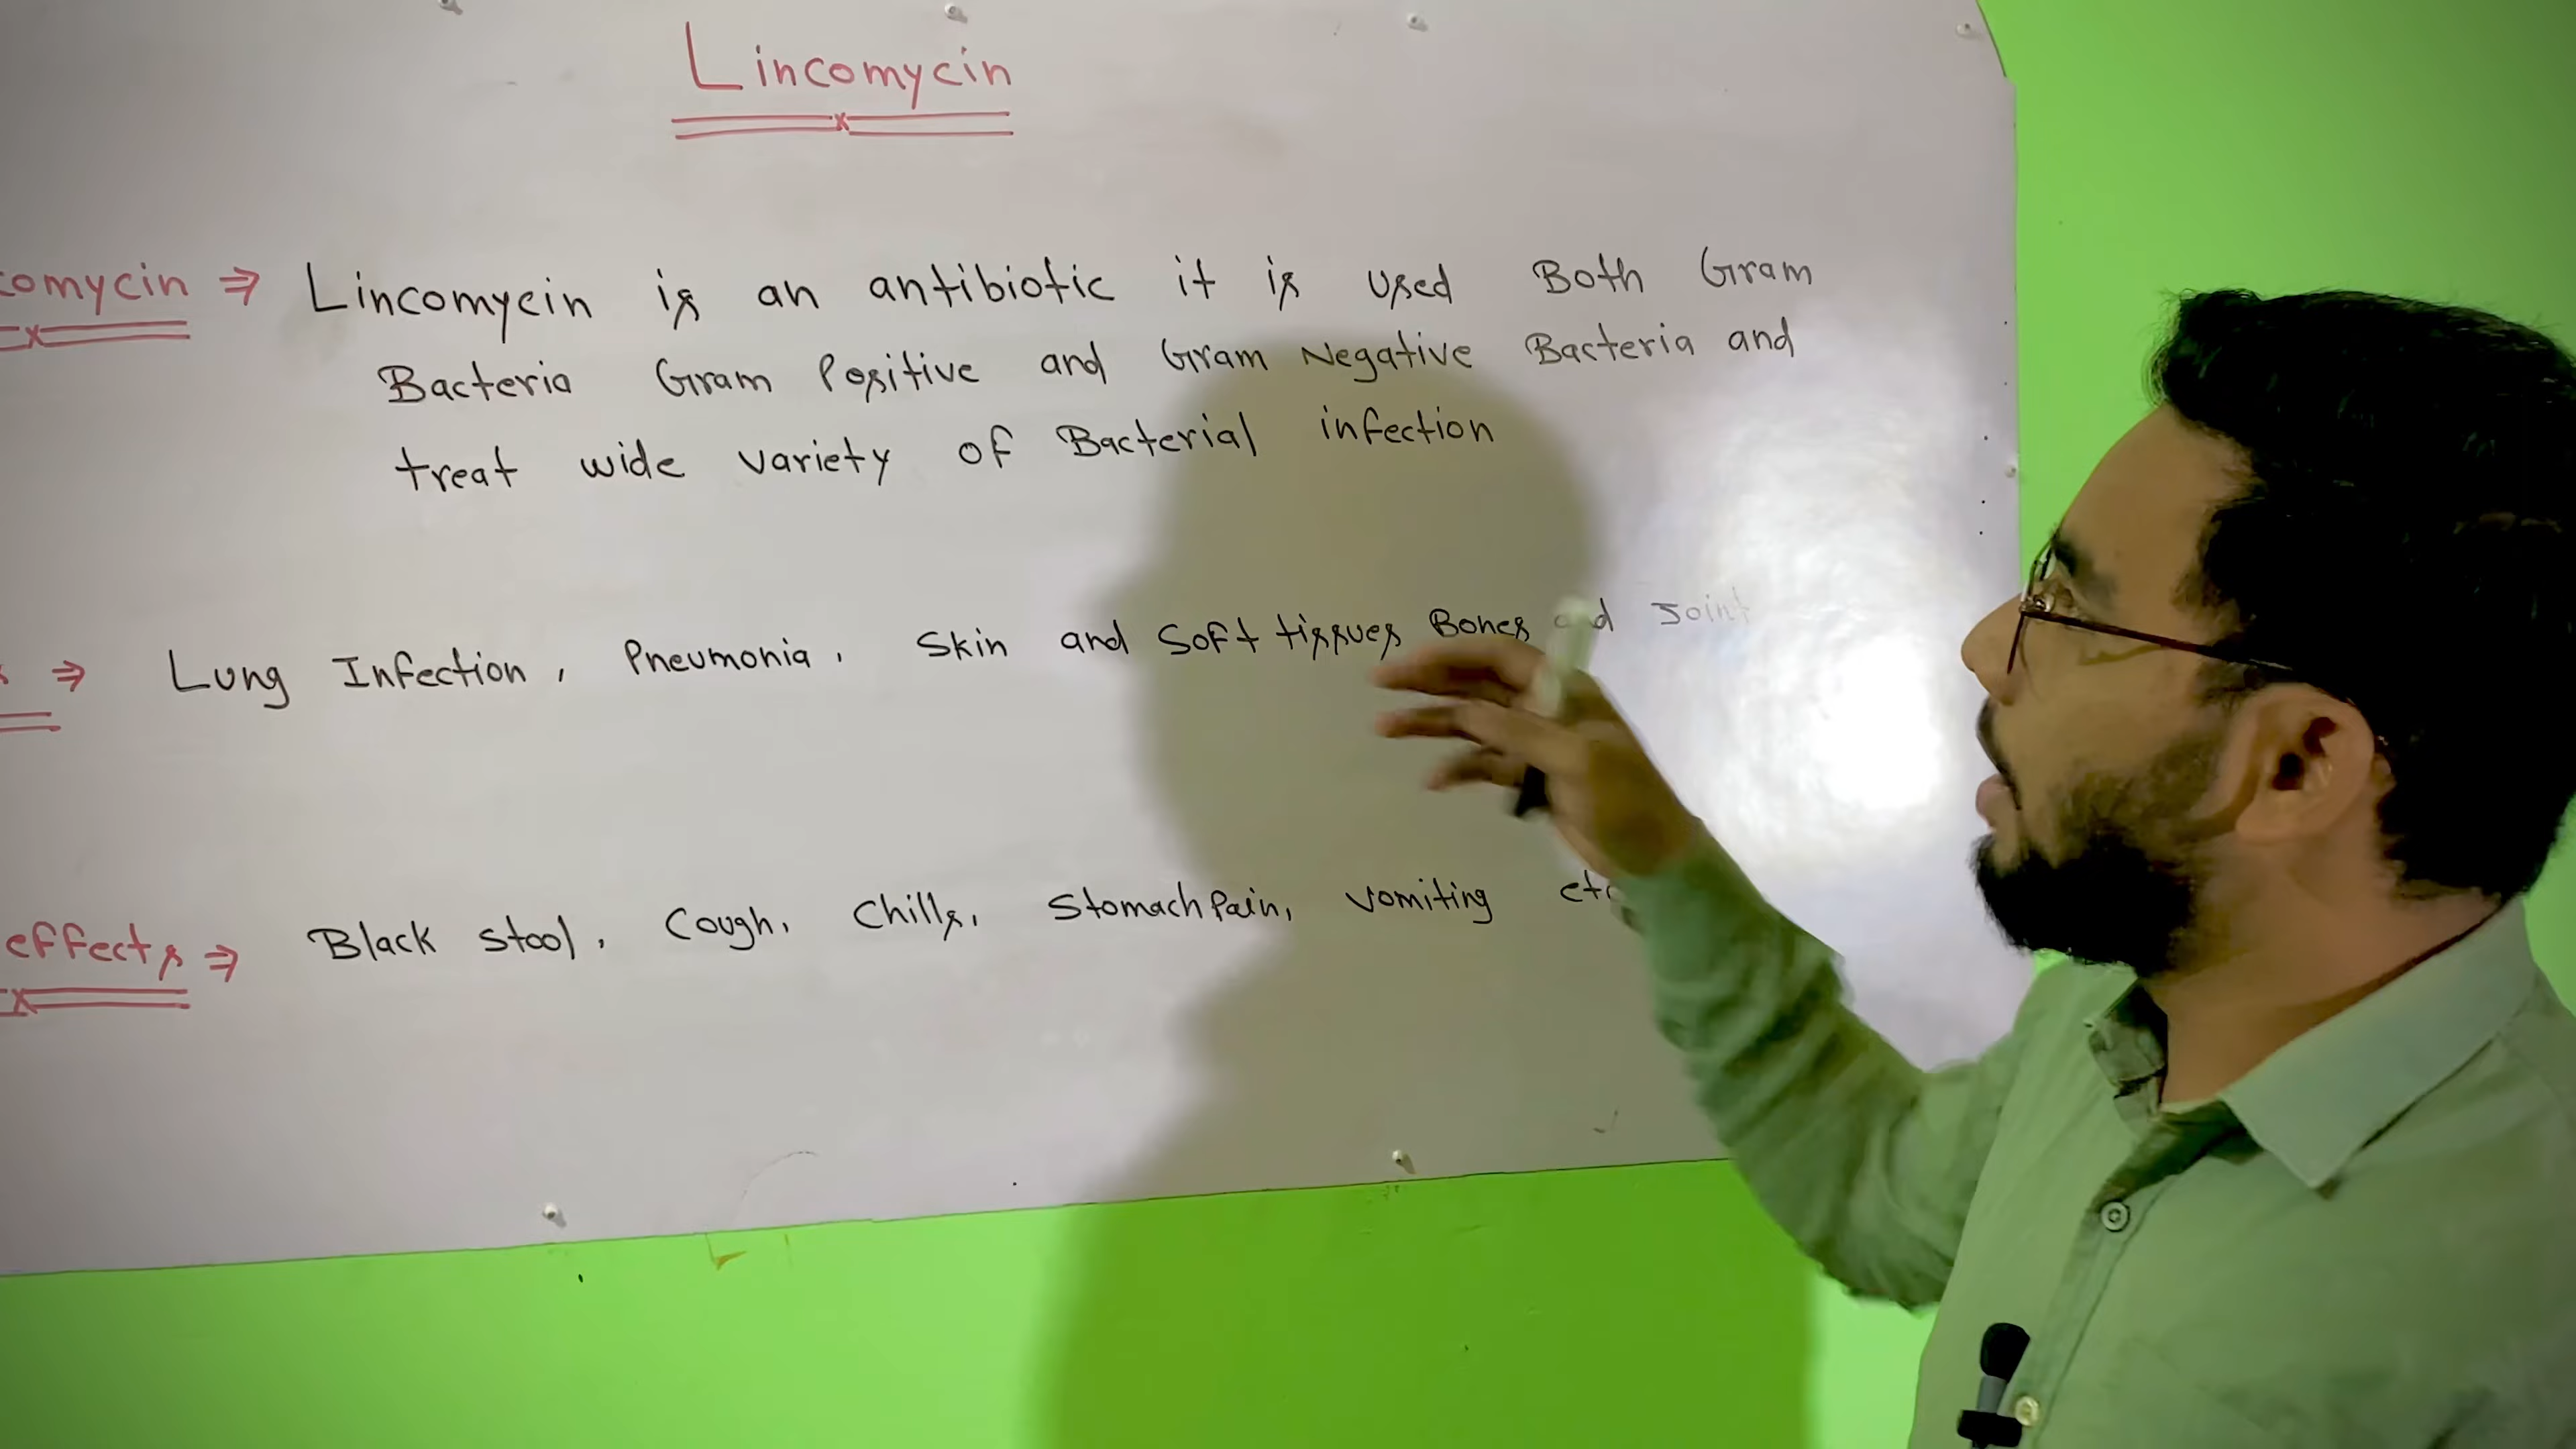 Lincomycin
comycin ⇒ Lincomycin is an antibiotic it is used Both Gram
Bacteria Gram Positive and Gram Negative Bacteria and
treat wide variety of Bacterial infection
s ⇒ Lung Infection, Pneumonia, Skin and Soft tissues Bones and Joint
effects ⇒ Black stool, Cough, Chills, Stomach Pain, vomiting etc